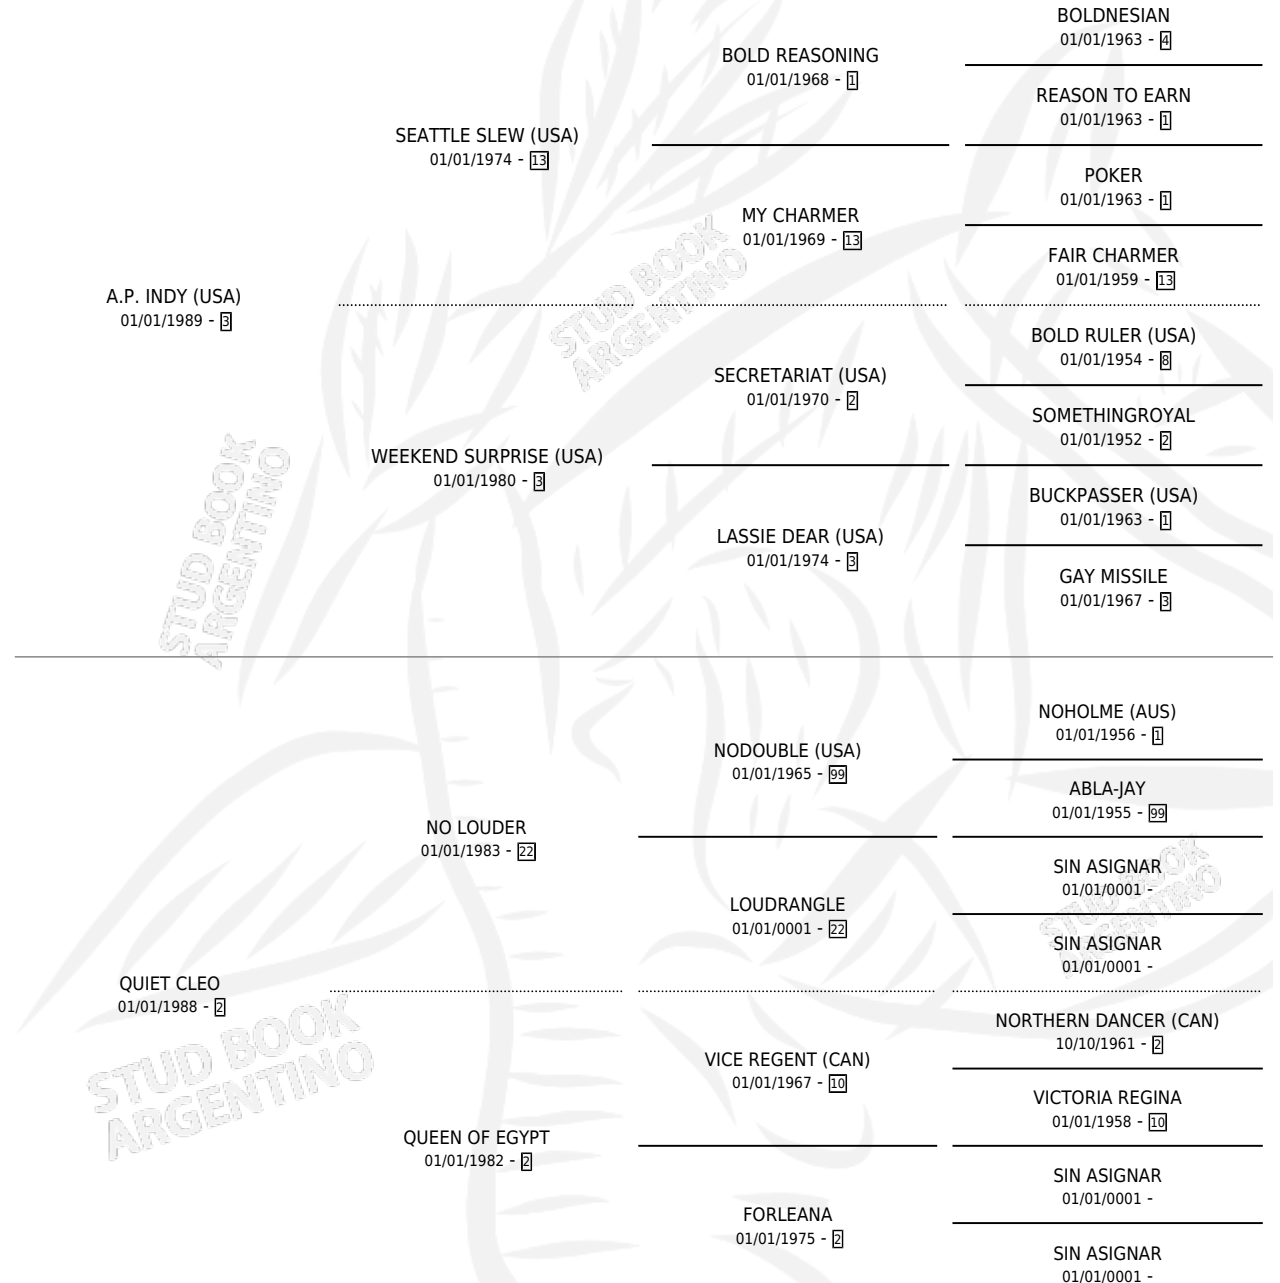 BOLDNESIAN
01/01/1963 - 4
BOLD REASONING
01/01/1968 - 1
REASON TO EARN
01/01/1963 - 1
SEATTLE SLEW (USA)
01/01/1974 - 13
POKER
01/01/1963 - 1
MY CHARMER
01/01/1969 - 13
FAIR CHARMER
01/01/1959 - 13
A.P. INDY (USA)
01/01/1989 - 3
BOLD RULER (USA)
01/01/1954 - 8
SECRETARIAT (USA)
01/01/1970 - 2
SOMETHINGROYAL
01/01/1952 - 2
WEEKEND SURPRISE (USA)
01/01/1980 - 3
BUCKPASSER (USA)
01/01/1963 - 1
LASSIE DEAR (USA)
01/01/1974 - 3
GAY MISSILE
01/01/1967 - 3
NOHOLME (AUS)
01/01/1956 - 1
NODOUBLE (USA)
01/01/1965 - 99
ABLA-JAY
01/01/1955 - 99
NO LOUDER
01/01/1983 - 22
SIN ASIGNAR
01/01/0001 -
LOUDRANGLE
01/01/0001 - 22
SIN ASIGNAR
01/01/0001 -
QUIET CLEO
01/01/1988 - 2
NORTHERN DANCER (CAN)
10/10/1961 - 2
VICE REGENT (CAN)
01/01/1967 - 10
VICTORIA REGINA
01/01/1958 - 10
QUEEN OF EGYPT
01/01/1982 - 2
SIN ASIGNAR
01/01/0001 -
FORLEANA
01/01/1975 - 2
SIN ASIGNAR
01/01/0001 -
STUD BOOK
ARGENTINO
STUD BOOK
ARGENTINO
STUD BOOK
ARGENTINO
STUD BOOK
ARGENTINO